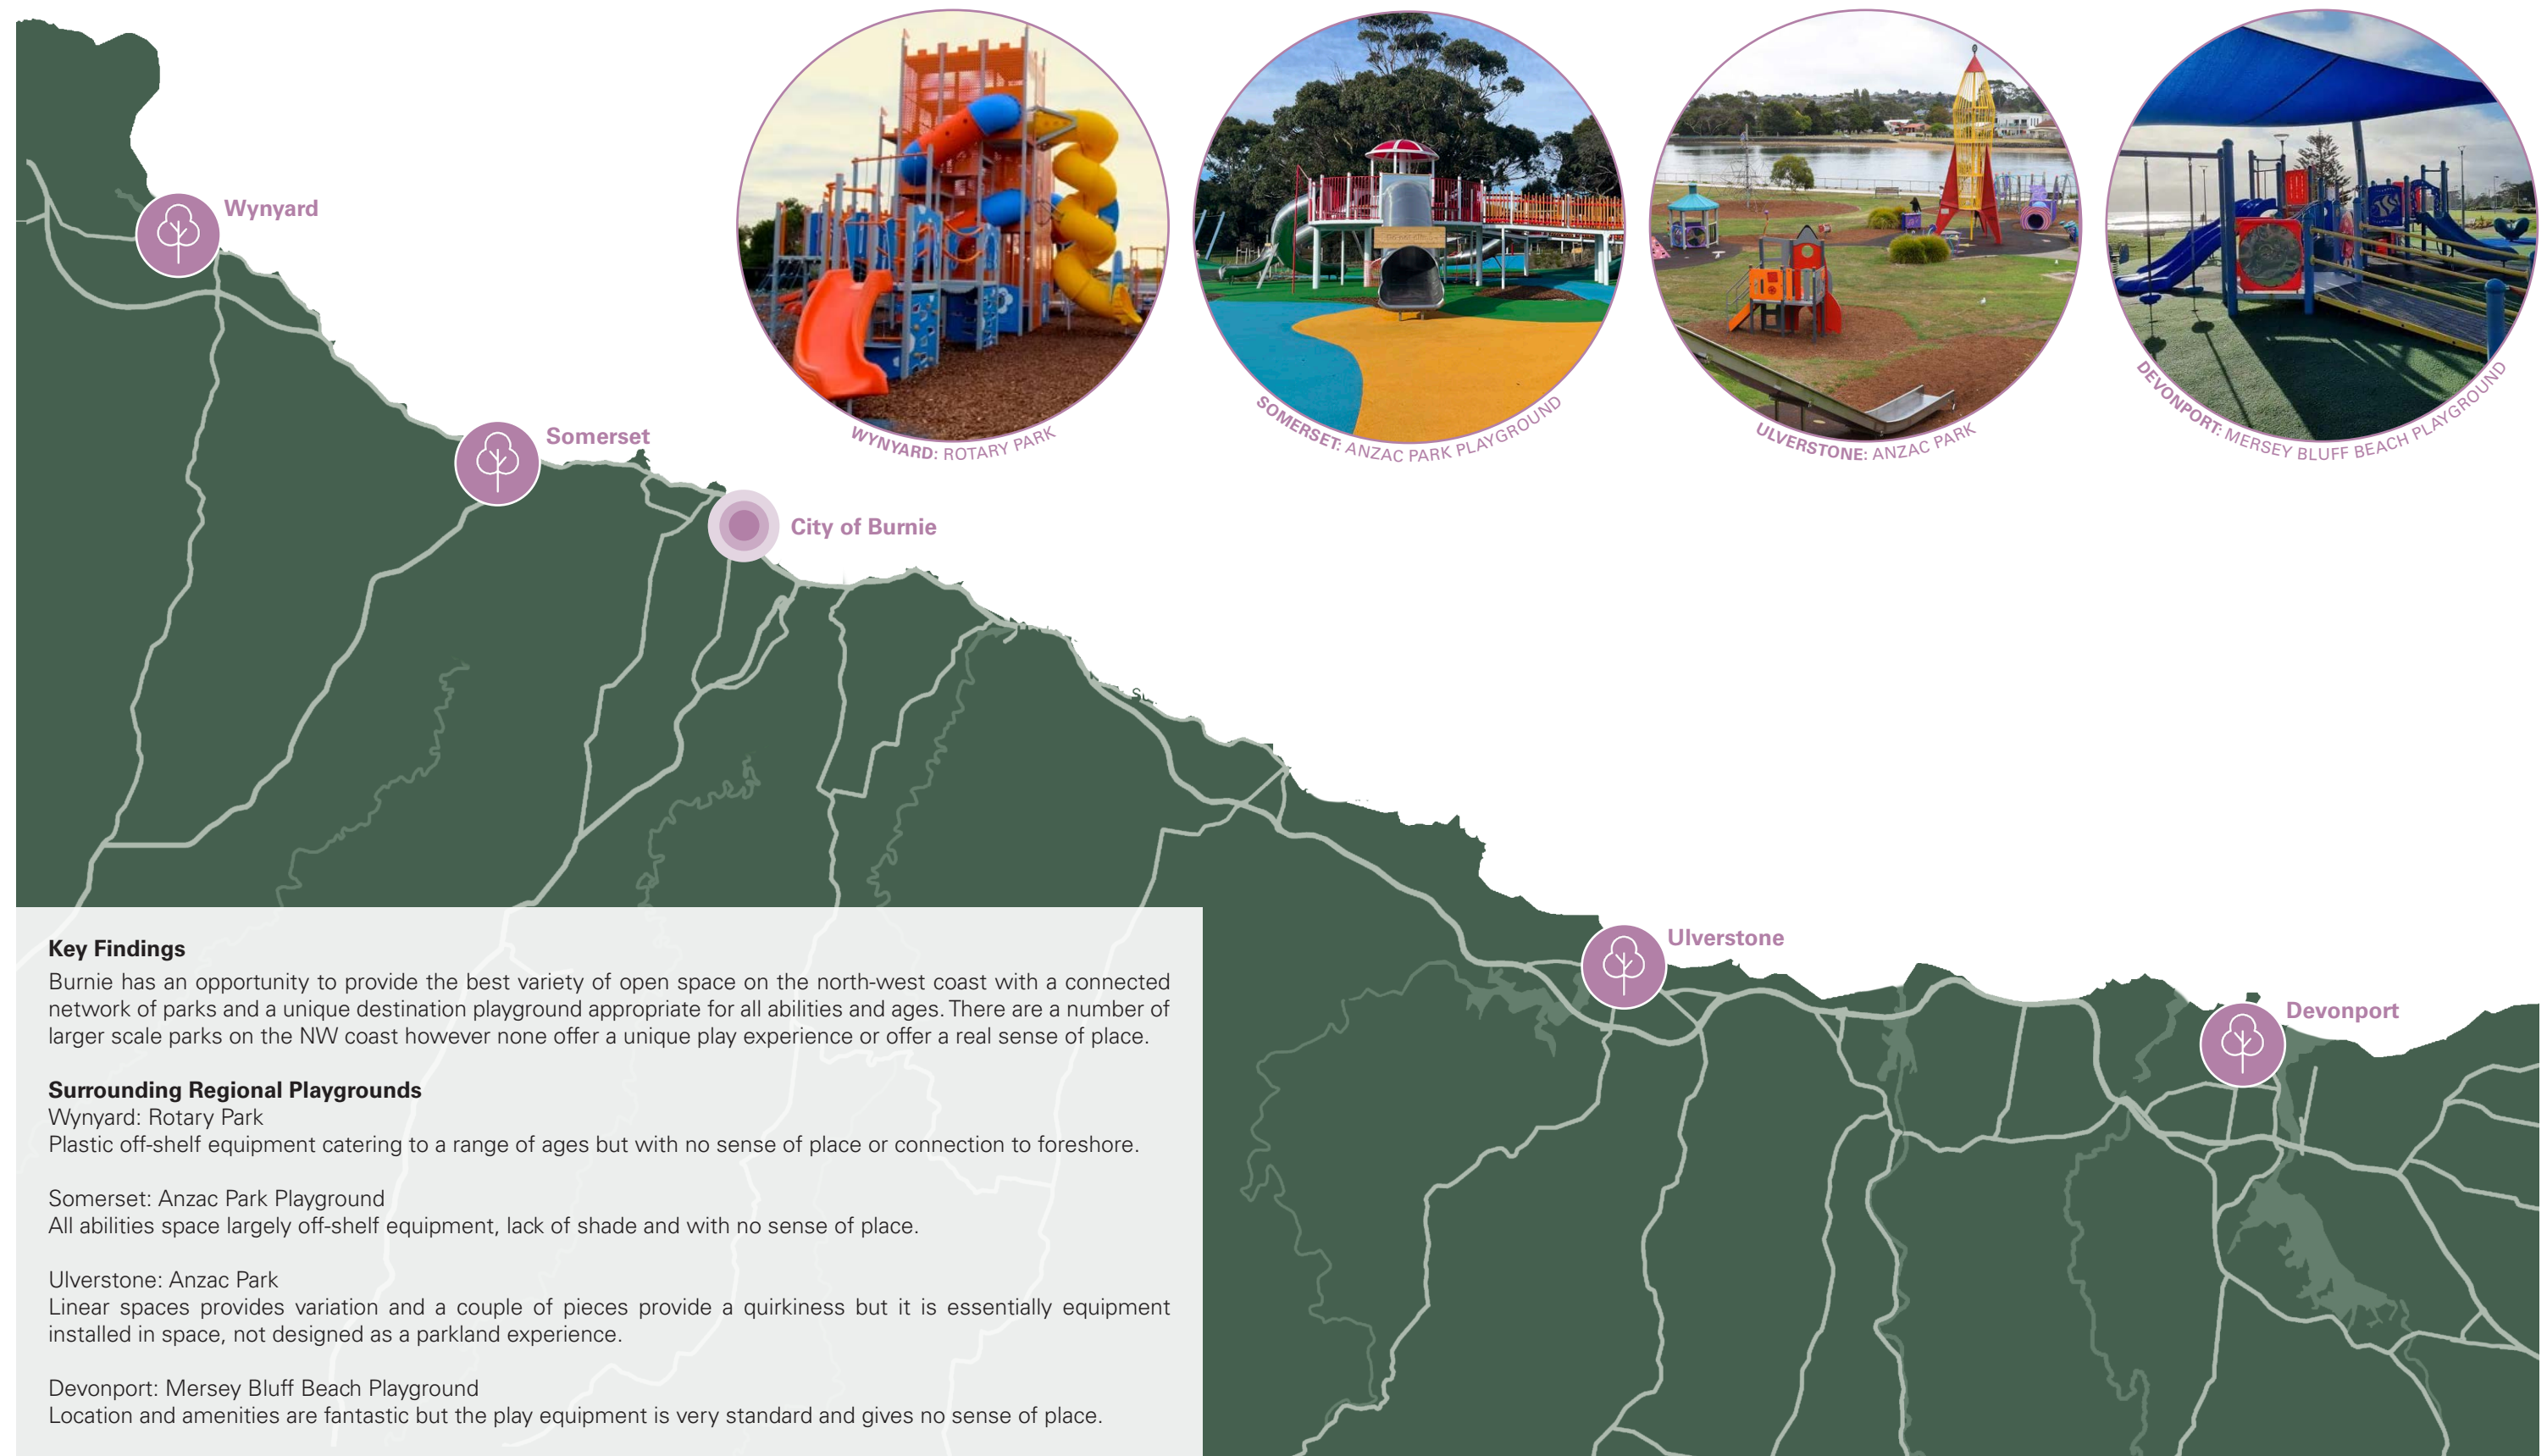 WYNYARD: ROTARY PARK
SOMERSET: ANZAC PARK PLAYGROUND
ULVERSTONE: ANZAC PARK
DEVONPORT: MERSEY BLUFF BEACH PLAYGROUND
Wynyard
Somerset
City of Burnie
Ulverstone
Devonport
Key Findings
Burnie has an opportunity to provide the best variety of open space on the north-west coast with a connected
network of parks and a unique destination playground appropriate for all abilities and ages. There are a number of
larger scale parks on the NW coast however none offer a unique play experience or offer a real sense of place.
Surrounding Regional Playgrounds
Wynyard: Rotary Park
Plastic off-shelf equipment catering to a range of ages but with no sense of place or connection to foreshore.
Somerset: Anzac Park Playground
All abilities space largely off-shelf equipment, lack of shade and with no sense of place.
Ulverstone: Anzac Park
Linear spaces provides variation and a couple of pieces provide a quirkiness but it is essentially equipment
installed in space, not designed as a parkland experience.
Devonport: Mersey Bluff Beach Playground
Location and amenities are fantastic but the play equipment is very standard and gives no sense of place.